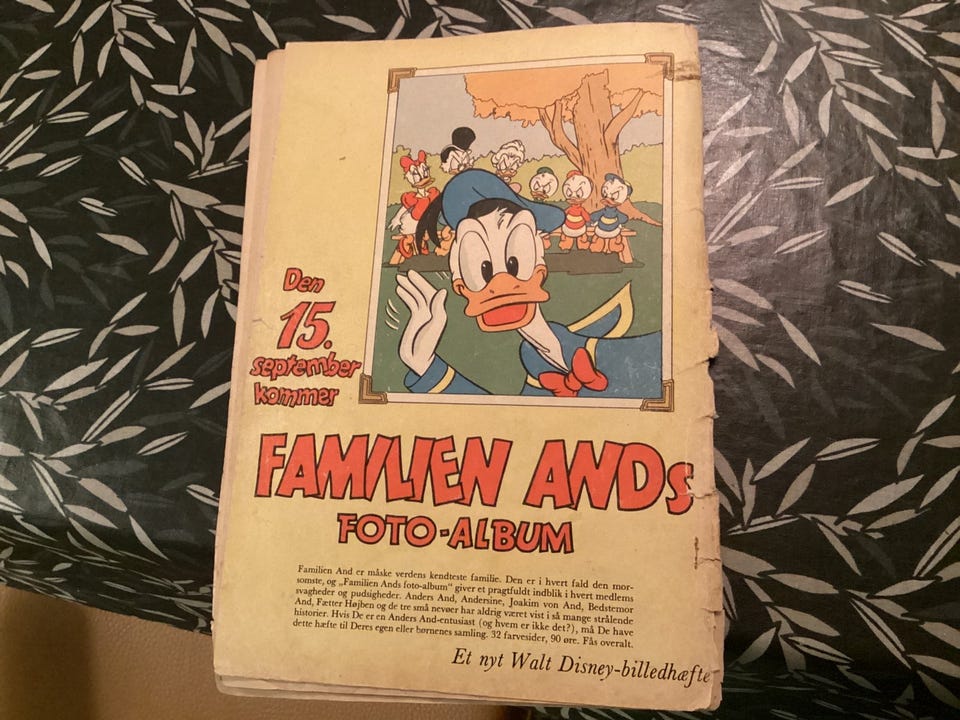 Den
15.
september
kommer
FAMILIEN ANDs
FOTO-ALBUM
Familien And er måske verdens kendteste familie. Den er i hvert fald den mor-
somste, og „Familien Ands foto-album" giver et pragtfuldt indblik i hvert medlems
svagheder og pudsigheder. Anders And, Andersine, Joakim von And, Bedstemor
And, Fætter Højben og de tre små nevøer har aldrig været vist i så mange strålende
historier. Hvis De er en Anders And-entusiast (og hvem er ikke det?), må De have
dette hæfte til Deres egen eller børnenes samling. 32 farvesider, 90 øre. Fås overalt.
Et nyt Walt Disney-billedhæfte